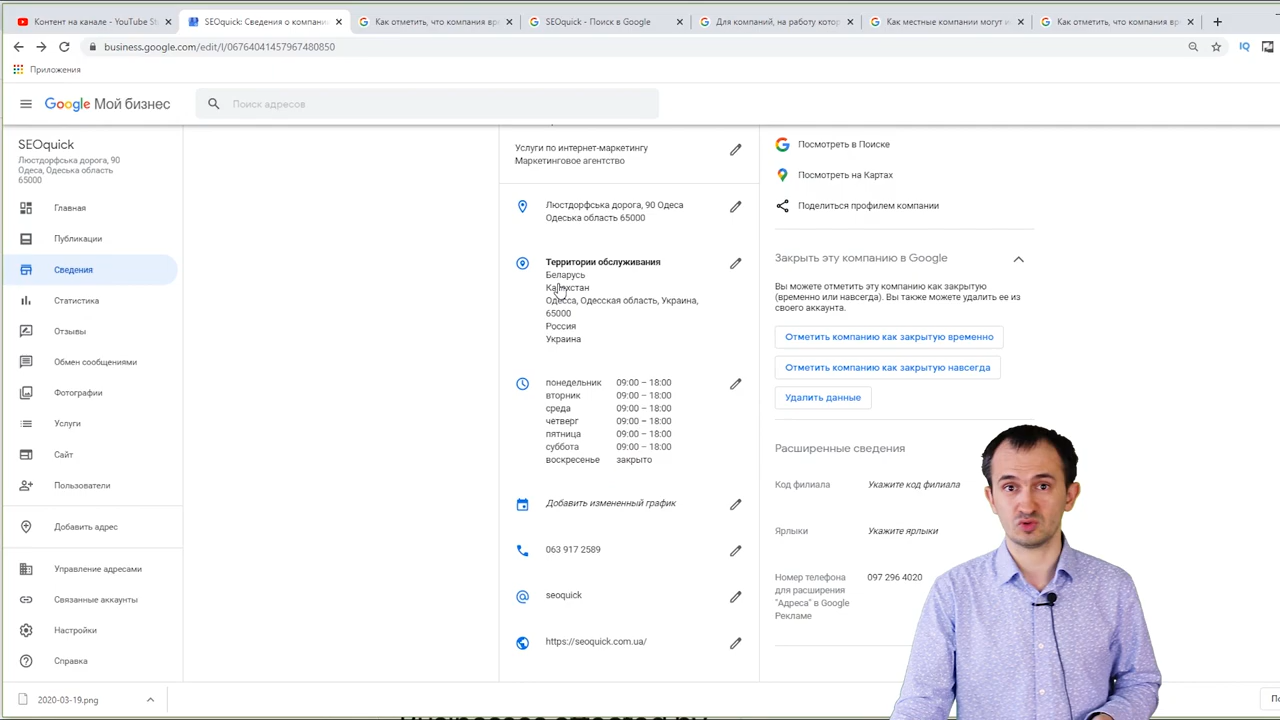 Контент на канале - YouTube St
SEOquick: Сведения о компани
Как отметить, что компания вр
SEOquick - Поиск в Google
Для компаний, на работу котор
Как местные компании могут и
Как отметить, что компания вр
business.google.com/edit/l/06764041457967480850
IQ
Приложения
Google Мой бизнес
Поиск адресов
SEOquick
Люстдорфська дорога, 90
Одеса, Одеська область
65000
Главная
Публикации
Сведения
Статистика
Отзывы
Обмен сообщениями
Фотографии
Услуги
Сайт
Пользователи
Добавить адрес
Управление адресами
Связанные аккаунты
Настройки
Справка
Услуги по интернет-маркетингу
Маркетинговое агентство
Люстдорфська дорога, 90 Одеса
Одеська область 65000
Территории обслуживания
Беларусь
Казахстан
Одесса, Одесская область, Украина,
65000
Россия
Украина
понедельник 09:00 – 18:00
вторник 09:00 – 18:00
среда 09:00 – 18:00
четверг 09:00 – 18:00
пятница 09:00 – 18:00
суббота 09:00 – 18:00
воскресенье закрыто
Добавить измененный график
063 917 2589
seoquick
https://seoquick.com.ua/
Посмотреть в Поиске
Посмотреть на Картах
Поделиться профилем компании
Закрыть эту компанию в Google
Вы можете отметить эту компанию как закрытую
(временно или навсегда). Вы также можете удалить ее из
своего аккаунта.
Отметить компанию как закрытую временно
Отметить компанию как закрытую навсегда
Удалить данные
Расширенные сведения
Код филиала Укажите код филиала
Ярлыки Укажите ярлыки
Номер телефона 097 296 4020
для расширения
"Адреса" в Google
Рекламе
2020-03-19.png